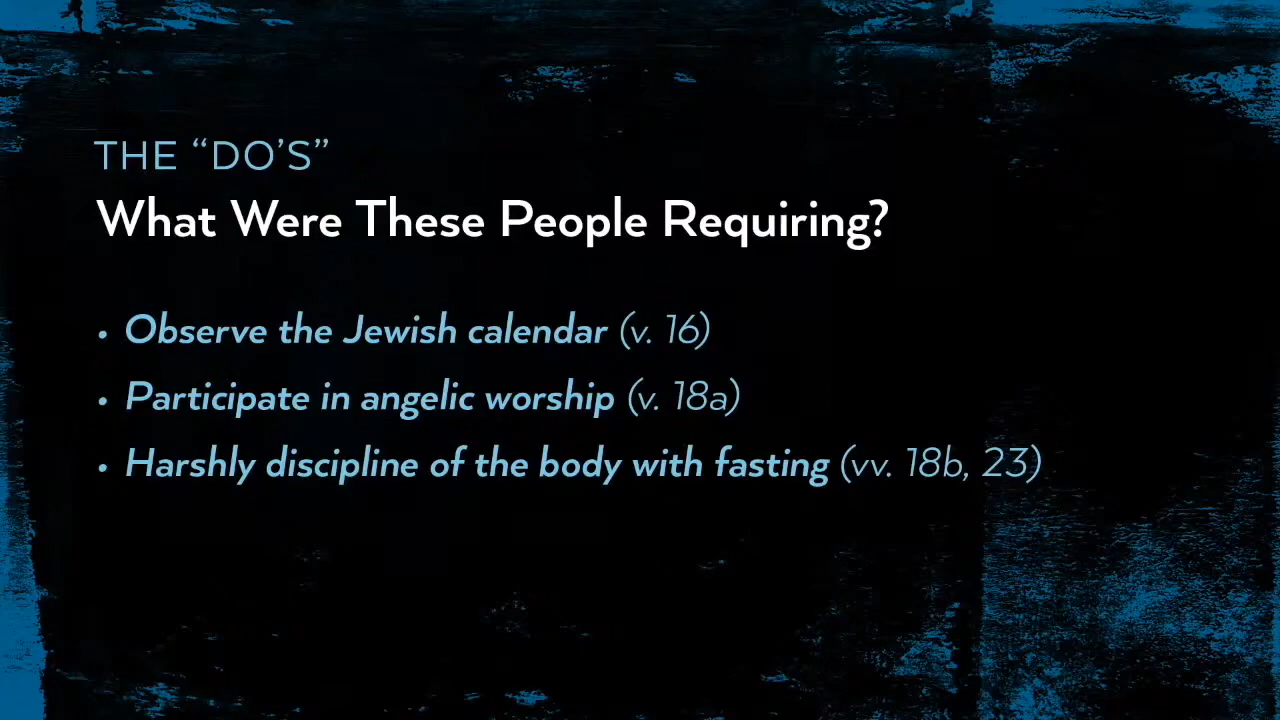 THE “DO’S”
What Were These People Requiring?
• Observe the Jewish calendar (v. 16)
• Participate in angelic worship (v. 18a)
• Harshly discipline of the body with fasting (vv. 18b, 23)